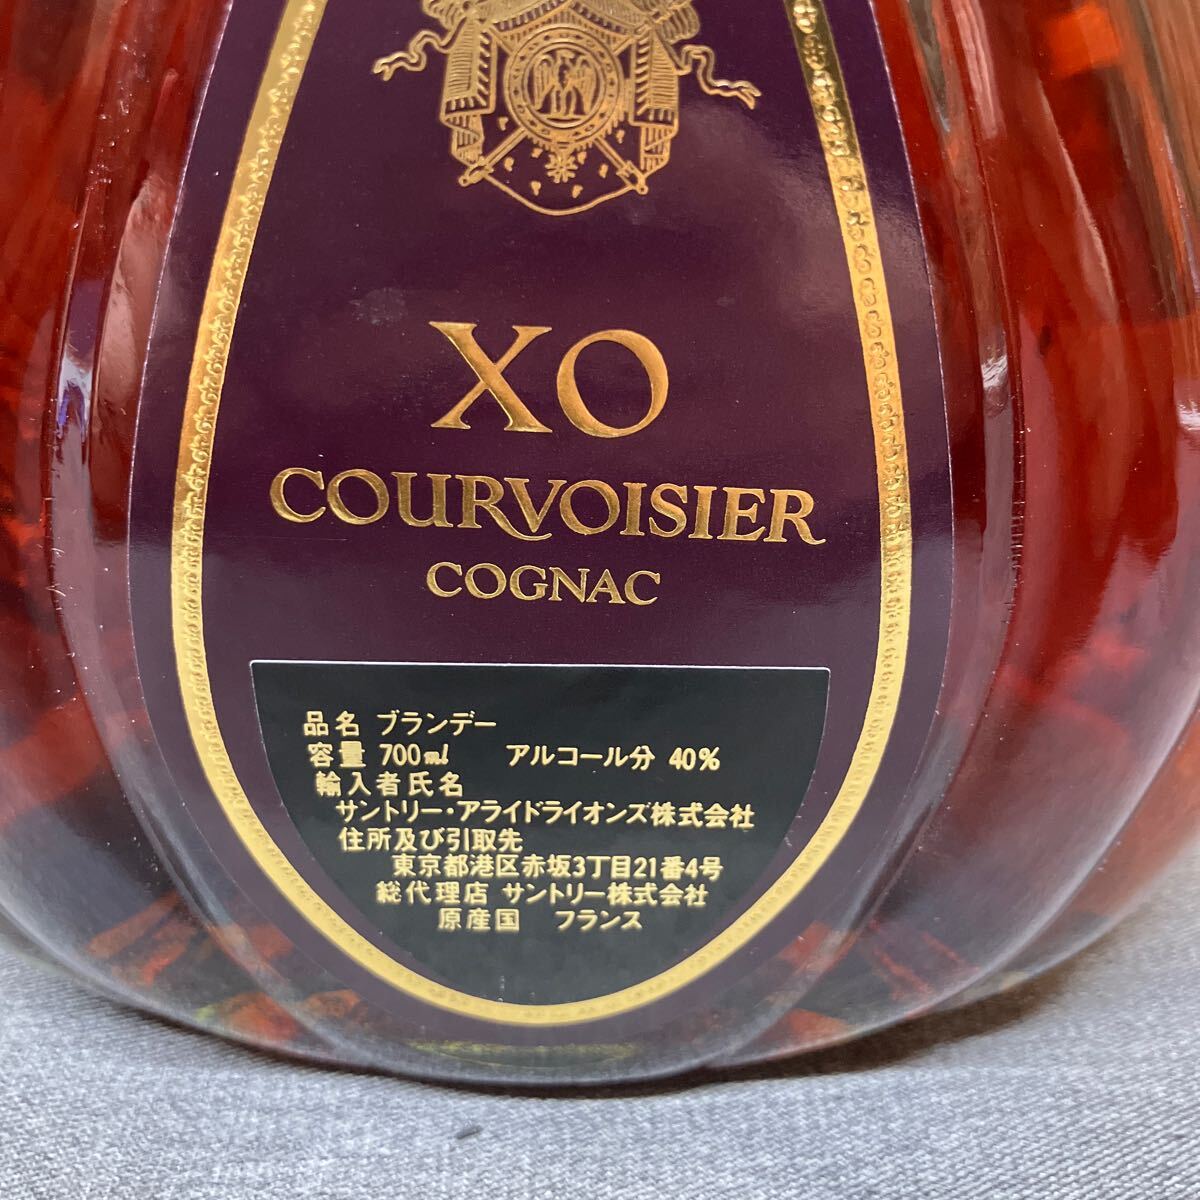 XO
COURVOISIER
COGNAC
品名 ブランデー
容量 700ml アルコール分 40%
輸入者氏名
サントリー・アライドライオンズ株式会社
住所及び引取先
東京都港区赤坂3丁目21番4号
総代理店 サントリー株式会社
原産国 フランス